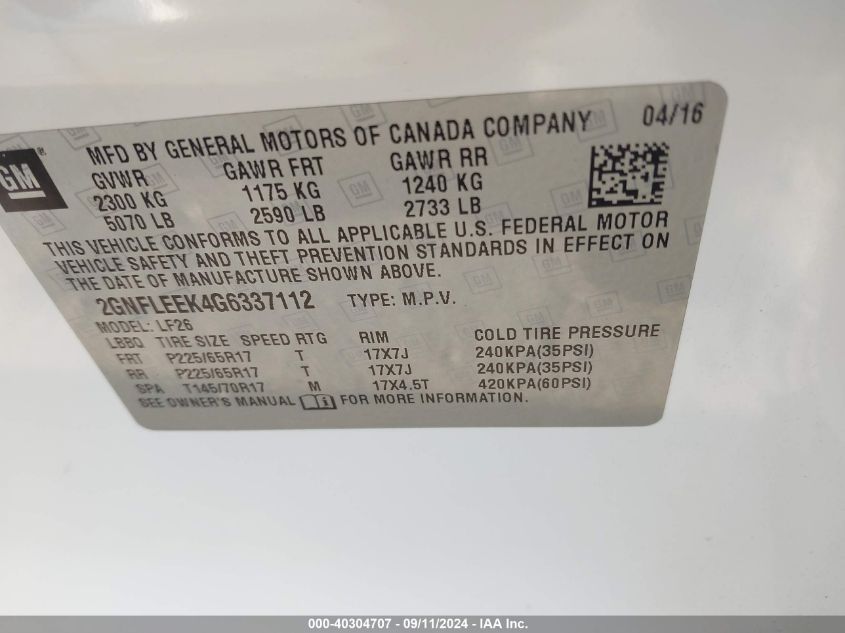 GM
MFD BY GENERAL MOTORS OF CANADA COMPANY 04/16
GVWR GAWR FRT GAWR RR
2300 KG 1175 KG 1240 KG
5070 LB 2590 LB 2733 LB
THIS VEHICLE CONFORMS TO ALL APPLICABLE U.S. FEDERAL MOTOR
VEHICLE SAFETY AND THEFT PREVENTION STANDARDS IN EFFECT ON
THE DATE OF MANUFACTURE SHOWN ABOVE.
2GNFLEEK4G6337112 TYPE: M.P.V.
MODEL: LF26
LBBQ TIRE SIZE SPEED RTG RIM COLD TIRE PRESSURE
FRT P225/65R17 T 17X7J 240KPA(35PSI)
RR P225/65R17 T 17X7J 240KPA(35PSI)
SPA T145/70R17 M 17X4.5T 420KPA(60PSI)
SEE OWNER'S MANUAL FOR MORE INFORMATION.
000-40304707 - 09/11/2024 - IAA Inc.